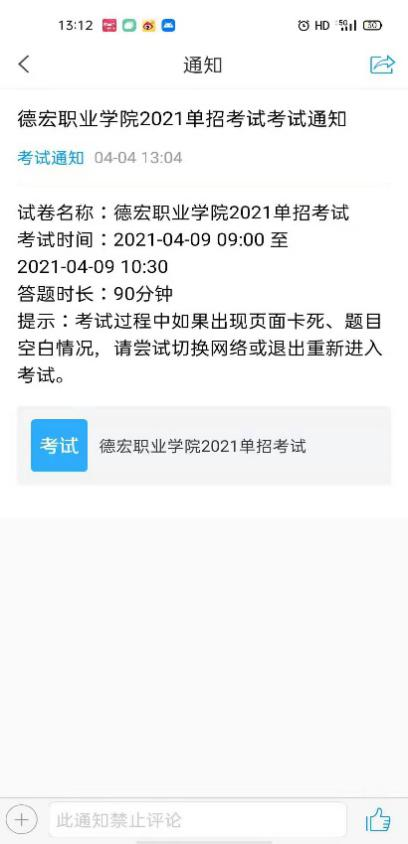 13:12 HD 5G 30
通知
德宏职业学院2021单招考试考试通知
考试通知 04-04 13:04
试卷名称：德宏职业学院2021单招考试
考试时间：2021-04-09 09:00 至
2021-04-09 10:30
答题时长：90分钟
提示：考试过程中如果出现页面卡死、题目
空白情况，请尝试切换网络或退出重新进入
考试。
考试 德宏职业学院2021单招考试
此通知禁止评论